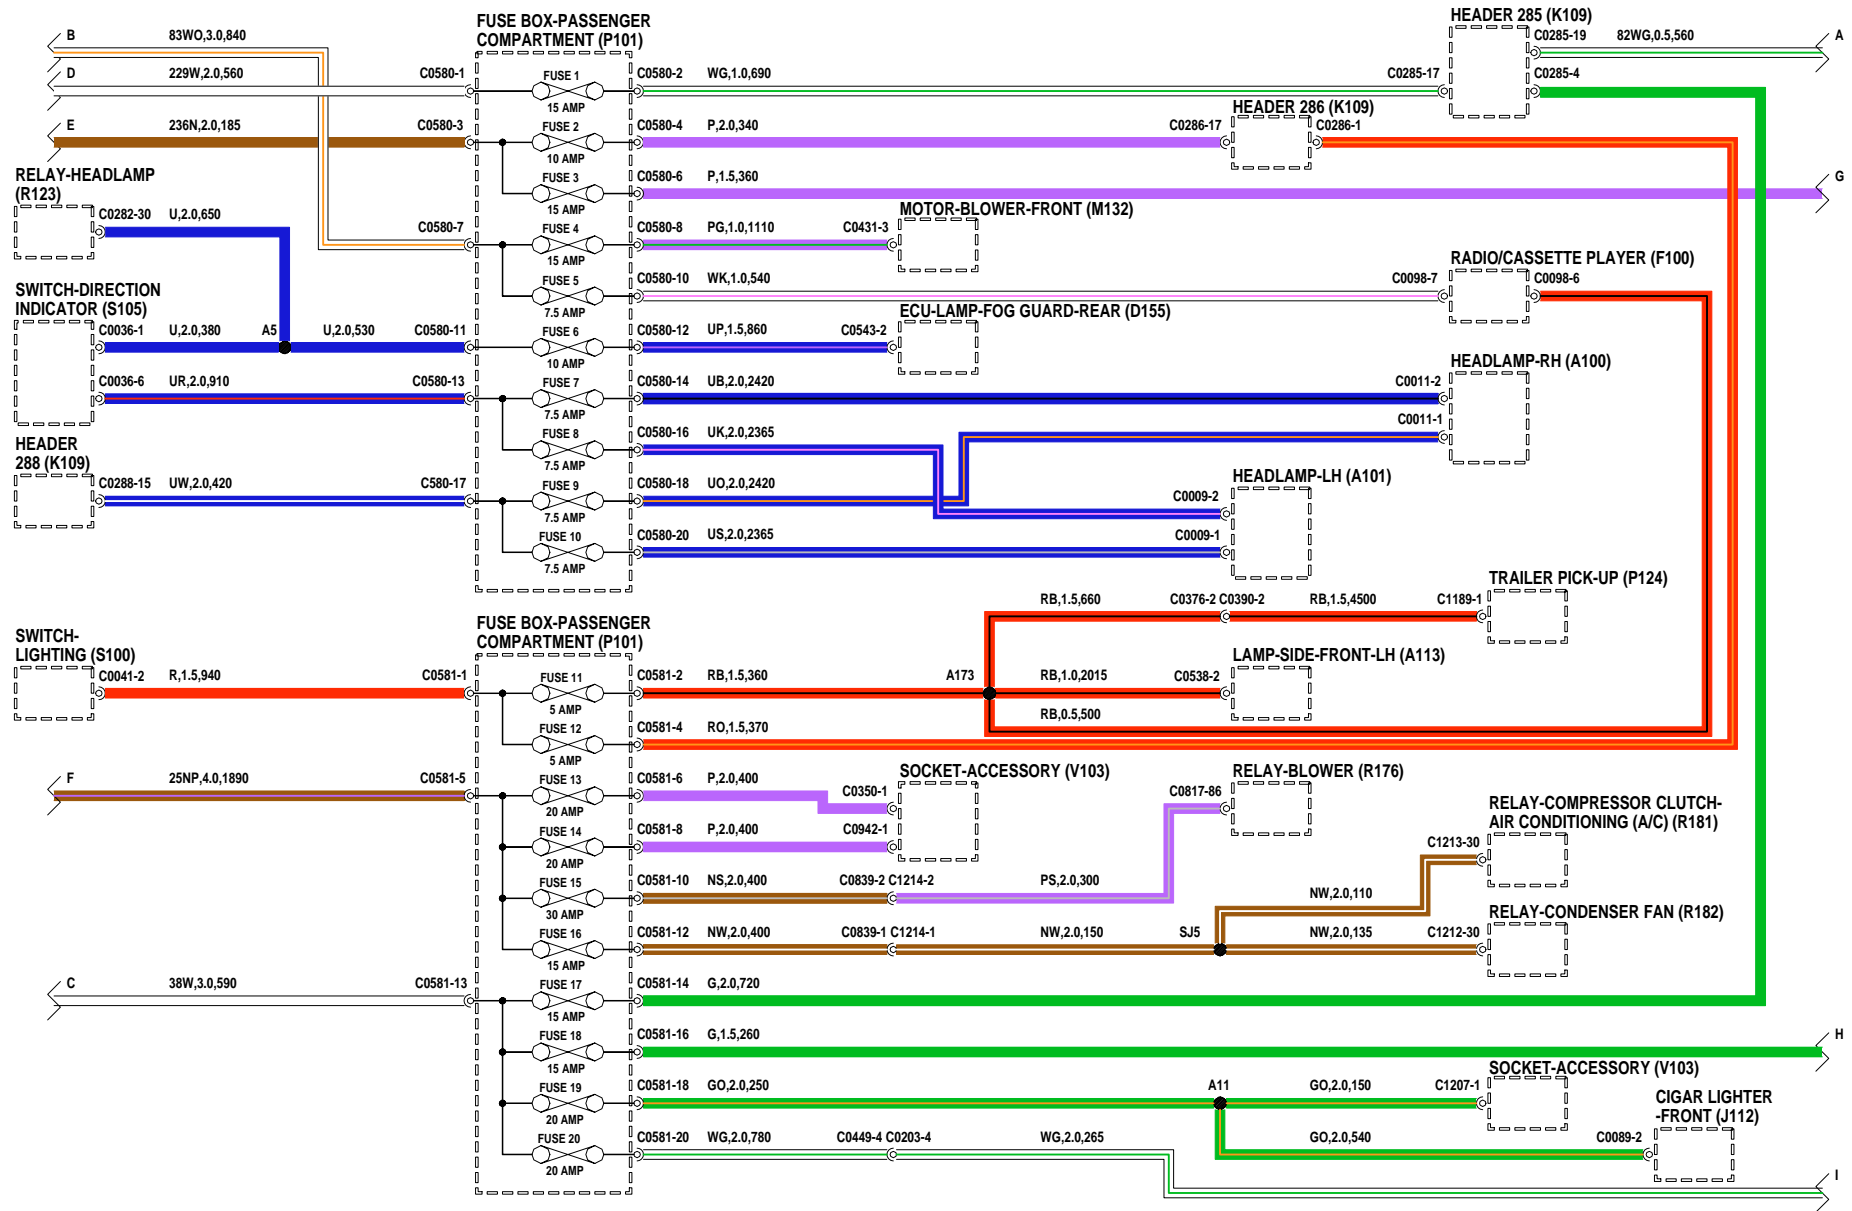 B 83WO,3.0,840
FUSE BOX-PASSENGER
COMPARTMENT (P101)
HEADER 285 (K109)
C0285-19 82WG,0.5,560 A
D 229W,2.0,560 C0580-1 FUSE 1 15 AMP C0580-2 WG,1.0,690 C0285-17 C0285-4
HEADER 286 (K109)
E 236N,2.0,185 C0580-3 FUSE 2 10 AMP C0580-4 P,2.0,340 C0286-17 C0286-1
RELAY-HEADLAMP
(R123)
FUSE 3 15 AMP C0580-6 P,1.5,360 G
C0282-30 U,2.0,650
MOTOR-BLOWER-FRONT (M132)
C0580-7 FUSE 4 15 AMP C0580-8 PG,1.0,1110 C0431-3
RADIO/CASSETTE PLAYER (F100)
SWITCH-DIRECTION
INDICATOR (S105)
FUSE 5 7.5 AMP C0580-10 WK,1.0,540 C0098-7 C0098-6
ECU-LAMP-FOG GUARD-REAR (D155)
C0036-1 U,2.0,380 A5 U,2.0,530 C0580-11 FUSE 6 10 AMP C0580-12 UP,1.5,860 C0543-2
HEADLAMP-RH (A100)
C0036-6 UR,2.0,910 C0580-13 FUSE 7 7.5 AMP C0580-14 UB,2.0,2420 C0011-2
C0011-1
HEADER
288 (K109)
FUSE 8 7.5 AMP C0580-16 UK,2.0,2365
HEADLAMP-LH (A101)
C0288-15 UW,2.0,420 C580-17 FUSE 9 7.5 AMP C0580-18 UO,2.0,2420 C0009-2
FUSE 10 7.5 AMP C0580-20 US,2.0,2365 C0009-1
TRAILER PICK-UP (P124)
RB,1.5,660 C0376-2 C0390-2 RB,1.5,4500 C1189-1
FUSE BOX-PASSENGER
COMPARTMENT (P101)
SWITCH-
LIGHTING (S100)
LAMP-SIDE-FRONT-LH (A113)
C0041-2 R,1.5,940 C0581-1 FUSE 11 5 AMP C0581-2 RB,1.5,360 A173 RB,1.0,2015 C0538-2
RB,0.5,500
FUSE 12 5 AMP C0581-4 RO,1.5,370
SOCKET-ACCESSORY (V103)
RELAY-BLOWER (R176)
F 25NP,4.0,1890 C0581-5 FUSE 13 20 AMP C0581-6 P,2.0,400 C0350-1 C0817-86
RELAY-COMPRESSOR CLUTCH-
AIR CONDITIONING (A/C) (R181)
FUSE 14 20 AMP C0581-8 P,2.0,400 C0942-1
C1213-30
FUSE 15 30 AMP C0581-10 NS,2.0,400 C0839-2 C1214-2 PS,2.0,300 NW,2.0,110
RELAY-CONDENSER FAN (R182)
FUSE 16 15 AMP C0581-12 NW,2.0,400 C0839-1 C1214-1 NW,2.0,150 SJ5 NW,2.0,135 C1212-30
C 38W,3.0,590 C0581-13 FUSE 17 15 AMP C0581-14 G,2.0,720
FUSE 18 15 AMP C0581-16 G,1.5,260 H
SOCKET-ACCESSORY (V103)
FUSE 19 20 AMP C0581-18 GO,2.0,250 A11 GO,2.0,150 C1207-1
CIGAR LIGHTER
-FRONT (J112)
FUSE 20 20 AMP C0581-20 WG,2.0,780 C0449-4 C0203-4 WG,2.0,265 GO,2.0,540 C0089-2
I